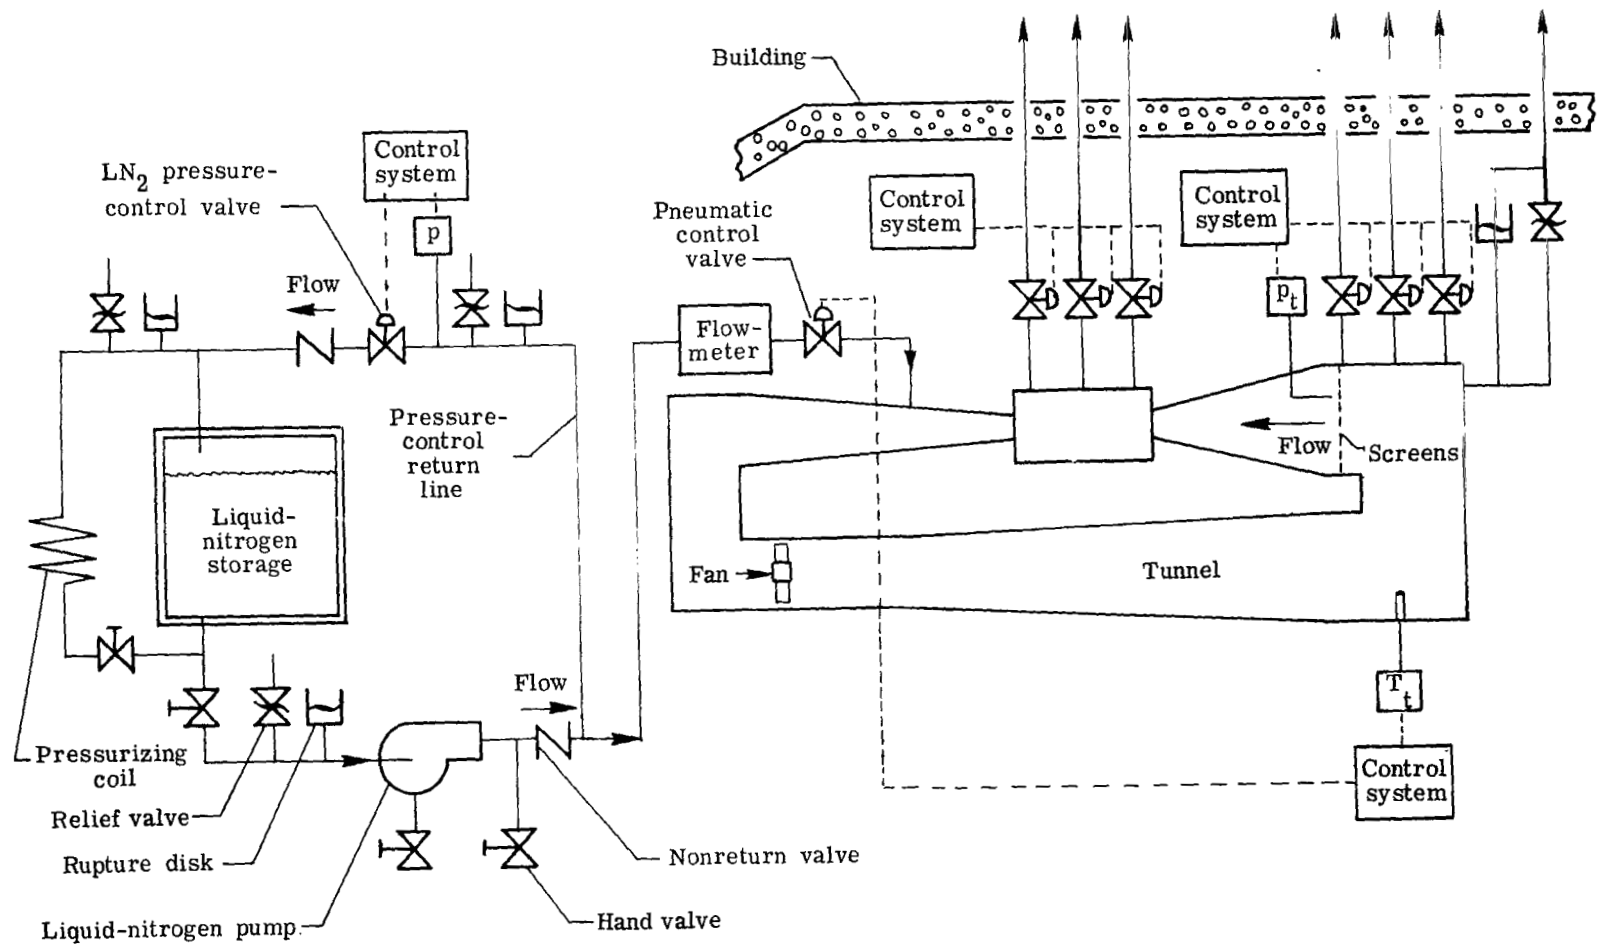 Building
LN2 pressure-
control valve
Control
system
p
Flow
Pneumatic
control
valve
Control
system
Control
system
pt
Flow-
meter
Pressure-
control
return
line
Flow
Screens
Liquid-
nitrogen
storage
Fan
Tunnel
Flow
Tt
Pressurizing
coil
Control
system
Relief valve
Rupture disk
Nonreturn valve
Hand valve
Liquid-nitrogen pump